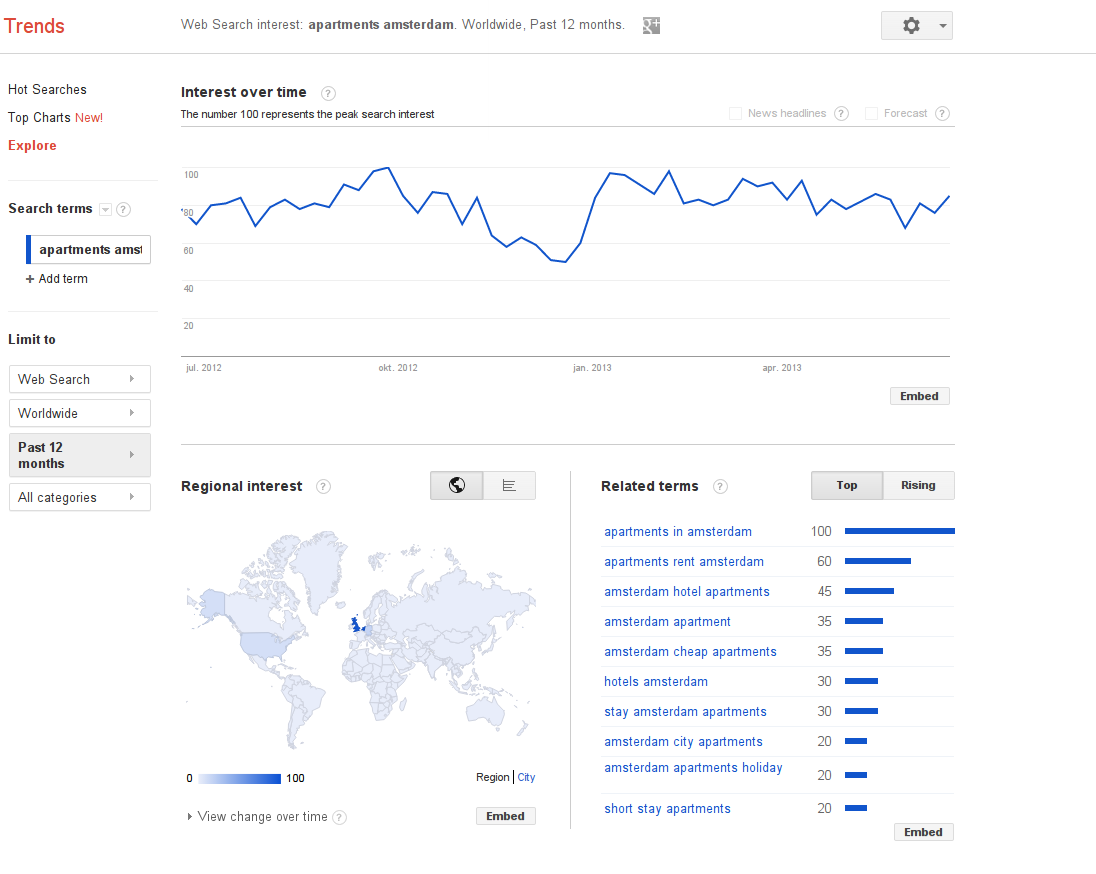 Trends
Web Search interest: apartments amsterdam. Worldwide, Past 12 months.
Hot Searches
Top Charts New!
Explore
Search terms ?
apartments amst
+ Add term
Limit to
Web Search
Worldwide
Past 12
months
All categories
Interest over time ?
The number 100 represents the peak search interest
News headlines ? Forecast ?
100
80
60
40
20
jul. 2012 okt. 2012 jan. 2013 apr. 2013
Embed
Regional interest ?
0 100
Region | City
View change over time ?
Embed
Related terms ?
Top Rising
apartments in amsterdam 100
apartments rent amsterdam 60
amsterdam hotel apartments 45
amsterdam apartment 35
amsterdam cheap apartments 35
hotels amsterdam 30
stay amsterdam apartments 30
amsterdam city apartments 20
amsterdam apartments holiday 20
short stay apartments 20
Embed